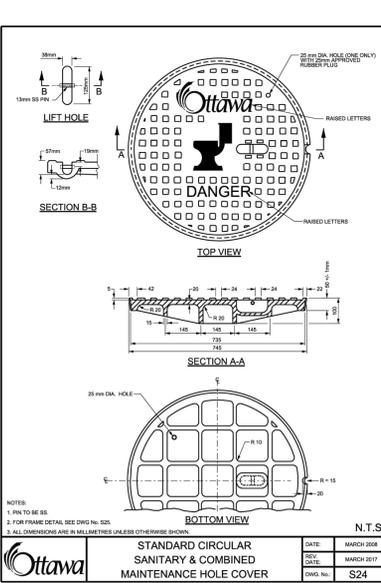 38mm
25 mm DIA. HOLE (ONE ONLY)
WITH 25mm APPROVED
RUBBER PLUG
B
B
125mm
13mm SS PIN
LIFT HOLE
Ottawa
RAISED LETTERS
A
A
57mm
19mm
12mm
DANGER
RAISED LETTERS
SECTION B-B
TOP VIEW
5
42
20
24
24
22
50 +/- 1mm
R 20
R 20
100
15
145
145
145
735
745
SECTION A-A
25 mm DIA. HOLE
R 10
R = 15
20
BOTTOM VIEW
NOTES:
1. PIN TO BE SS.
2. FOR FRAME DETAIL SEE DWG No. S25.
3. ALL DIMENSIONS ARE IN MILLIMETRES UNLESS OTHERWISE SHOWN.
N.T.S
Ottawa
STANDARD CIRCULAR
SANITARY & COMBINED
MAINTENANCE HOLE COVER
DATE: MARCH 2008
REV. DATE: MARCH 2017
DWG. No.: S24